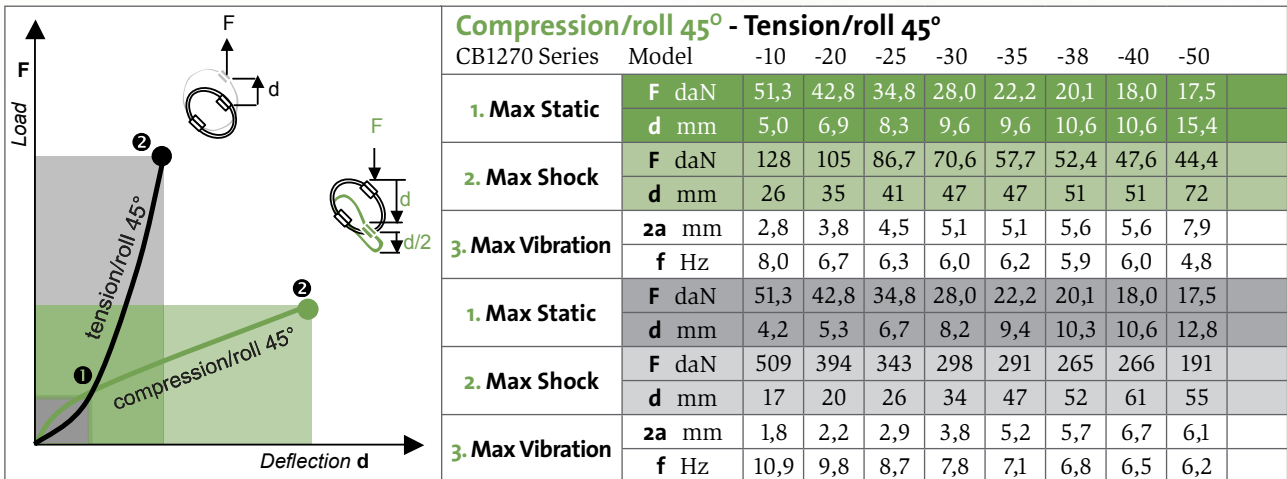 F
Load
F
d
F
d
d/2
❷
❷
❶
tension/roll 45°
compression/roll 45°
Deflection d
Compression/roll 45° - Tension/roll 45°
CB1270 Series Model -10 -20 -25 -30 -35 -38 -40 -50
1. Max Static
F daN 51,3 42,8 34,8 28,0 22,2 20,1 18,0 17,5
d mm 5,0 6,9 8,3 9,6 9,6 10,6 10,6 15,4
2. Max Shock
F daN 128 105 86,7 70,6 57,7 52,4 47,6 44,4
d mm 26 35 41 47 47 51 51 72
3. Max Vibration
2a mm 2,8 3,8 4,5 5,1 5,1 5,6 5,6 7,9
f Hz 8,0 6,7 6,3 6,0 6,2 5,9 6,0 4,8
1. Max Static
F daN 51,3 42,8 34,8 28,0 22,2 20,1 18,0 17,5
d mm 4,2 5,3 6,7 8,2 9,4 10,3 10,6 12,8
2. Max Shock
F daN 509 394 343 298 291 265 266 191
d mm 17 20 26 34 47 52 61 55
3. Max Vibration
2a mm 1,8 2,2 2,9 3,8 5,2 5,7 6,7 6,1
f Hz 10,9 9,8 8,7 7,8 7,1 6,8 6,5 6,2